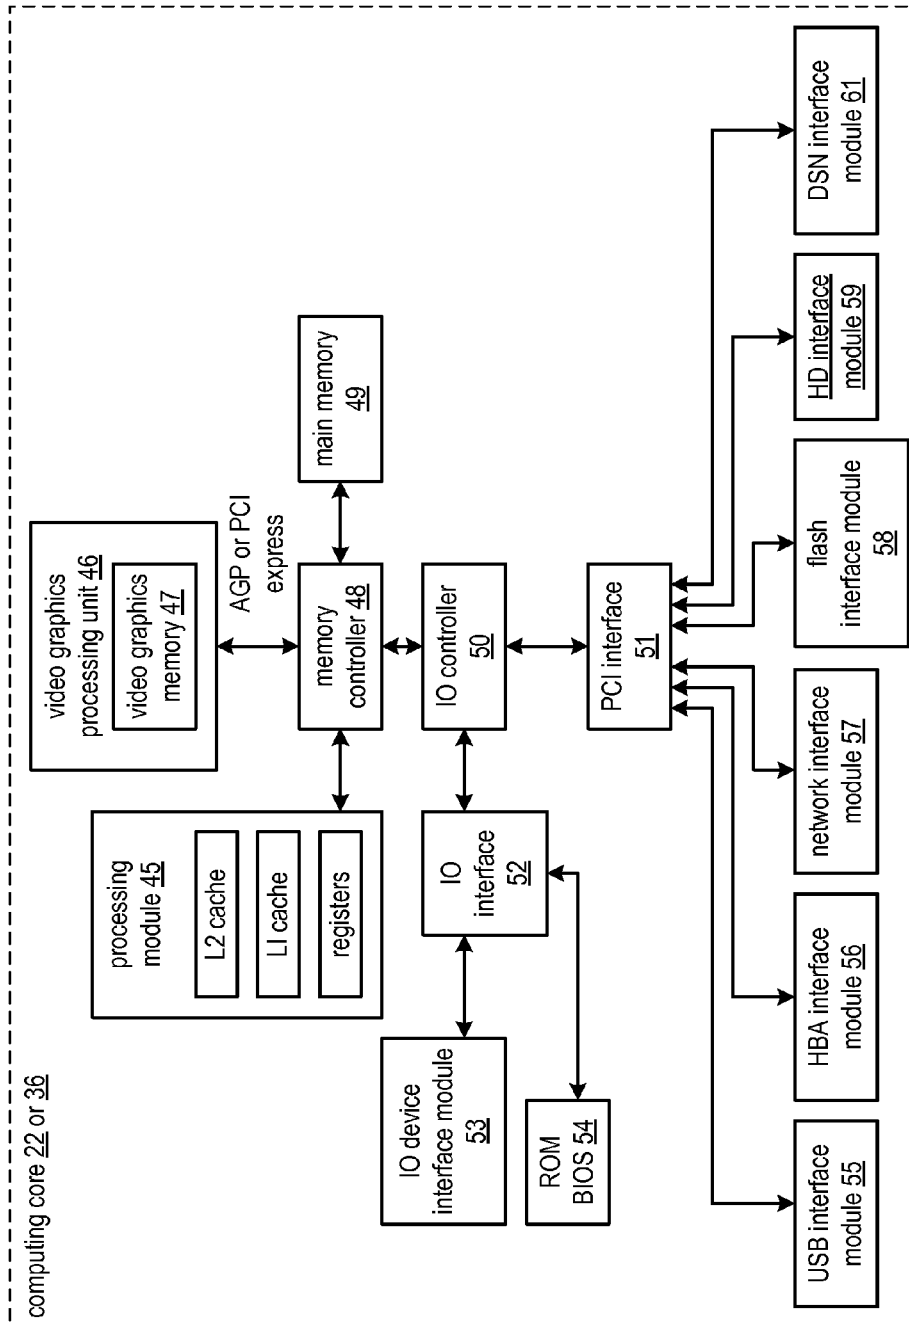 computing core 22 or 36
video graphics
processing unit 46
video graphics
memory 47
AGP or PCI
express
processing
module 45
L2 cache
LI cache
registers
memory
controller 48
main memory
49
IO controller
50
IO
interface
52
IO device
interface module
53
ROM
BIOS 54
PCI interface
51
USB interface
module 55
HBA interface
module 56
network interface
module 57
flash
interface module
58
HD interface
module 59
DSN interface
module 61